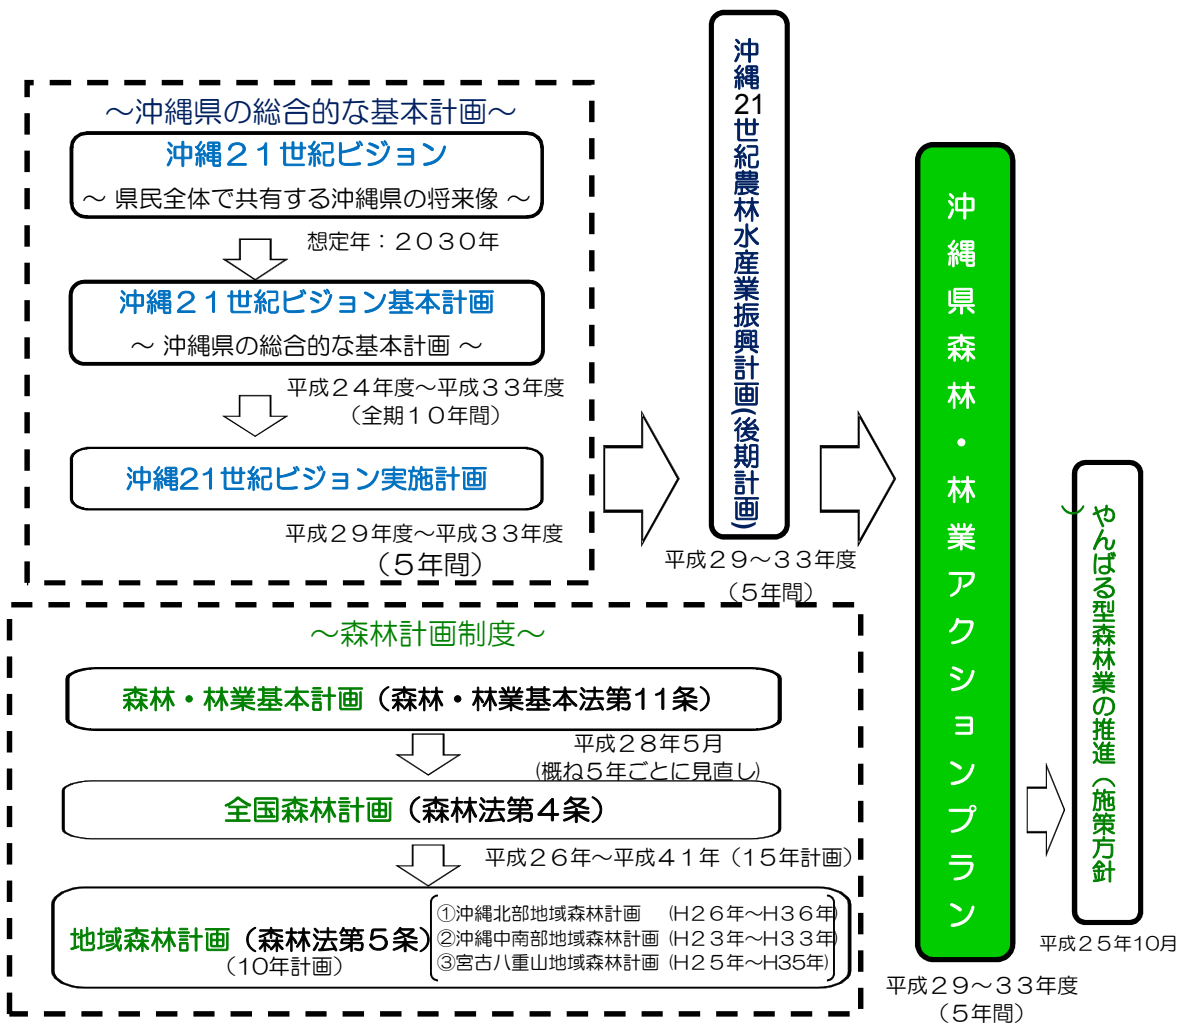 ～沖縄県の総合的な基本計画～
沖縄２１世紀ビジョン
～ 県民全体で共有する沖縄県の将来像 ～
想定年：２０３０年
沖縄２１世紀ビジョン基本計画
～ 沖縄県の総合的な基本計画 ～
平成２４年度～平成３３年度
（全期１０年間）
沖縄21世紀ビジョン実施計画
平成29年度～平成３３年度
（５年間）
沖縄21世紀農林水産業振興計画(後期計画)
平成２９～３３年度
（５年間）
～森林計画制度～
森林・林業基本計画（森林・林業基本法第11条）
平成２８年５月
(概ね５年ごとに見直し)
全国森林計画（森林法第４条）
平成２６年～平成４１年（15年計画）
地域森林計画（森林法第５条）
（10年計画）
①沖縄北部地域森林計画　（H２６年～H３６年）
②沖縄中南部地域森林計画（H２３年～H３３年）
③宮古八重山地域森林計画（H２５年～H35年）
沖縄県森林・林業アクションプラン
平成２９～３３年度
（５年間）
やんばる型森林業の推進（施策方針
）
平成２５年10月